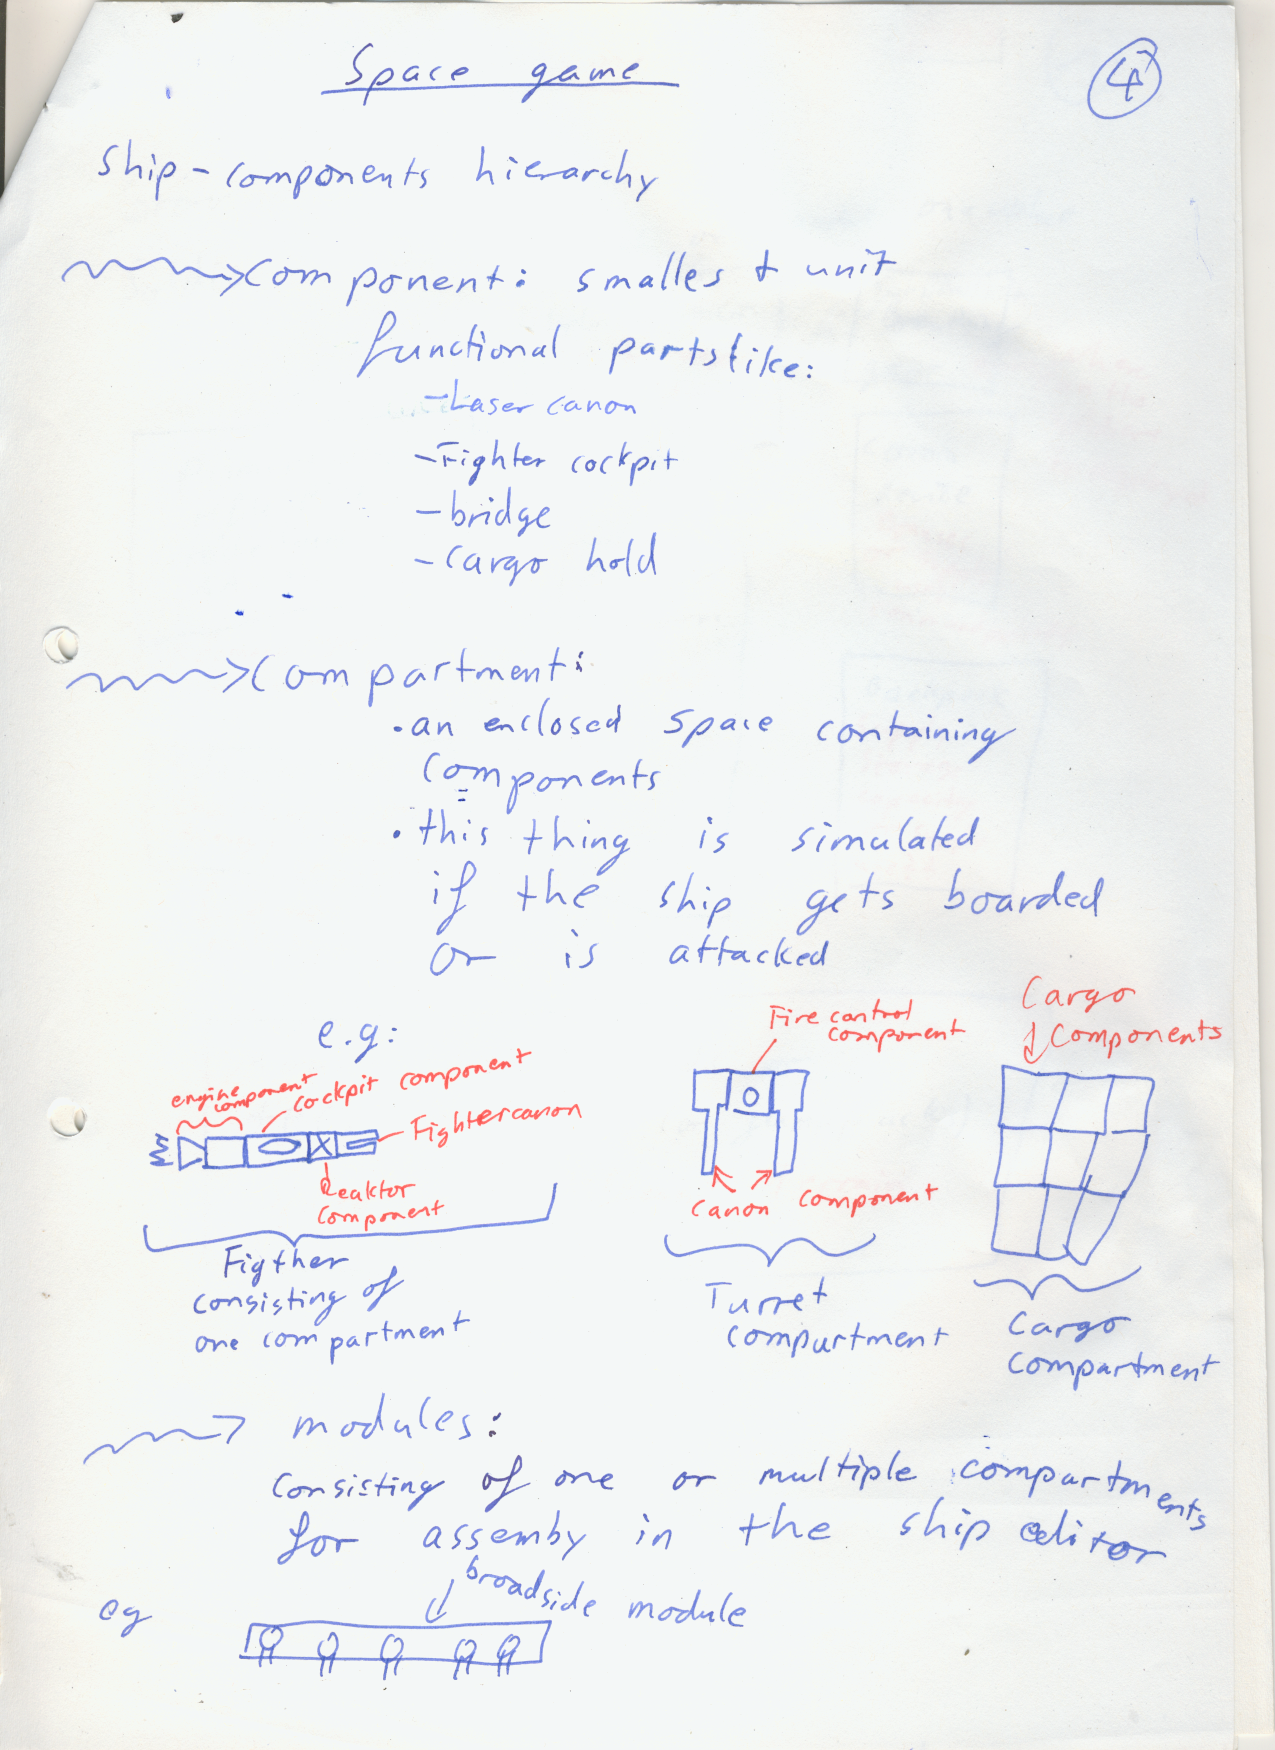 Space game
4
Ship-components hierarchy
Component: smallest unit
functional parts like:
-Laser canon
-Fighter cockpit
-bridge
-Cargo hold
Compartment:
• an enclosed space containing
components
• this thing is simulated
if the ship gets boarded
or is attacked
e.g:
engine
component
Cockpit component
Fightercanon
Reaktor
component
Figther
consisting of
one compartment
Fire control
component
Canon component
Turret
compurtment
Cargo
Components
Cargo
compartment
modules:
consisting of one or multiple compartments
for assemby in the ship editor
eg
broadside module